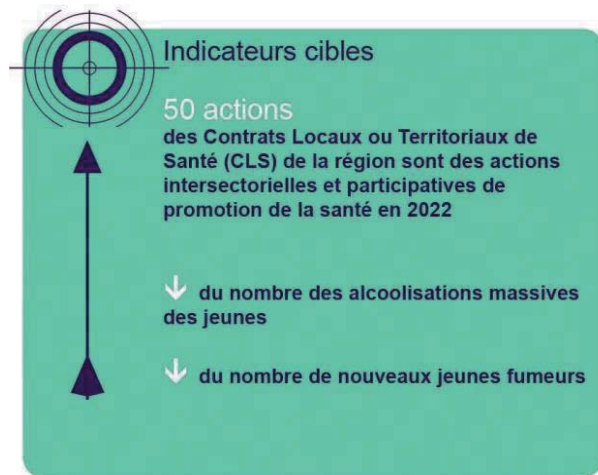 Indicateurs cibles
50 actions
des Contrats Locaux ou Territoriaux de
Santé (CLS) de la région sont des actions
intersectorielles et participatives de
promotion de la santé en 2022
↓ du nombre des alcoolisations massives
des jeunes
↓ du nombre de nouveaux jeunes fumeurs